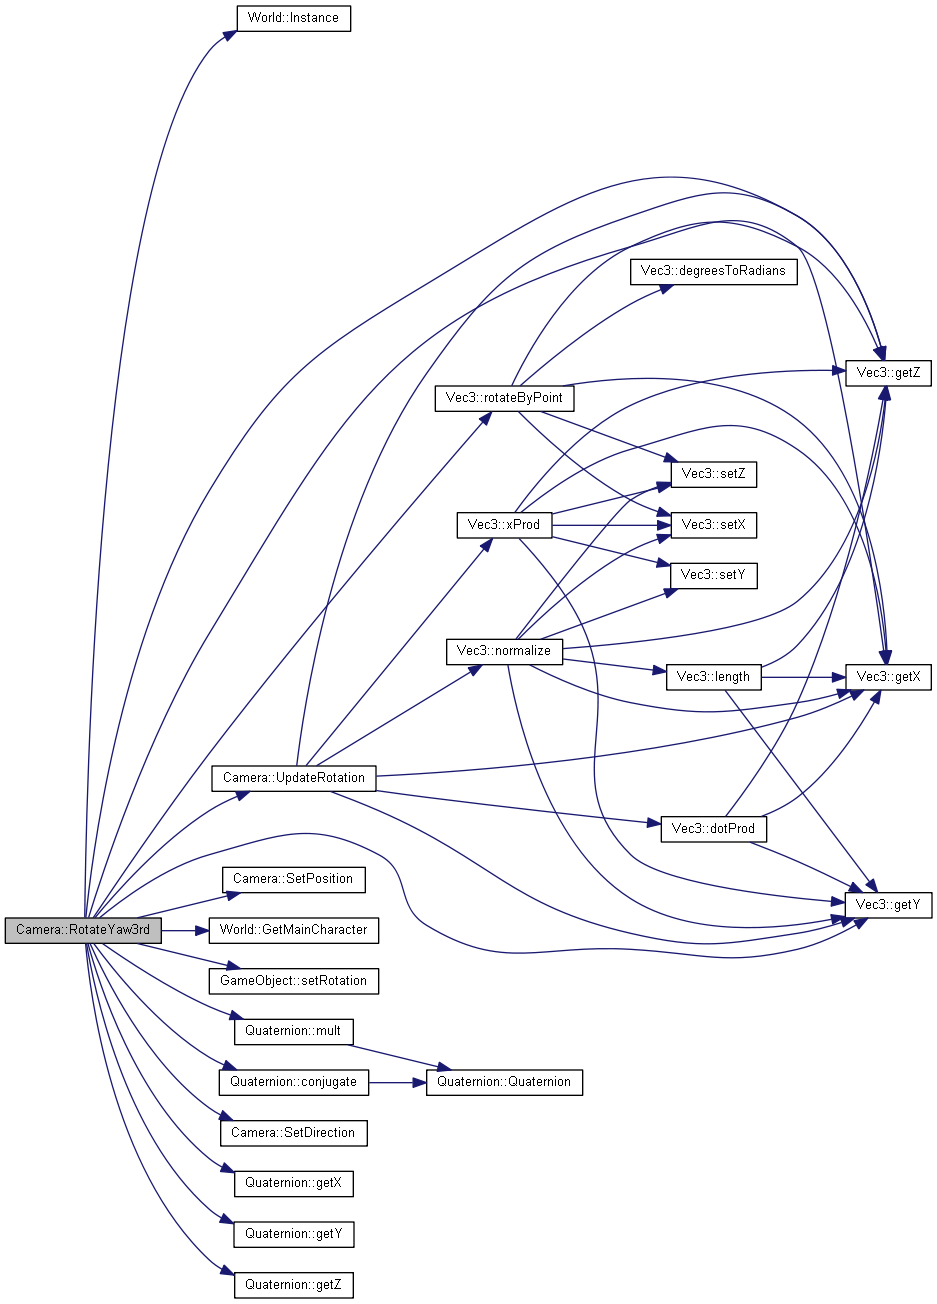 World::Instance
Vec3::degreesToRadians
Vec3::getZ
Vec3::rotateByPoint
Vec3::setZ
Vec3::xProd
Vec3::setX
Vec3::setY
Vec3::normalize
Vec3::length
Vec3::getX
Camera::UpdateRotation
Vec3::dotProd
Camera::SetPosition
Vec3::getY
Camera::RotateYaw3rd
World::GetMainCharacter
GameObject::setRotation
Quaternion::mult
Quaternion::conjugate
Quaternion::Quaternion
Camera::SetDirection
Quaternion::getX
Quaternion::getY
Quaternion::getZ